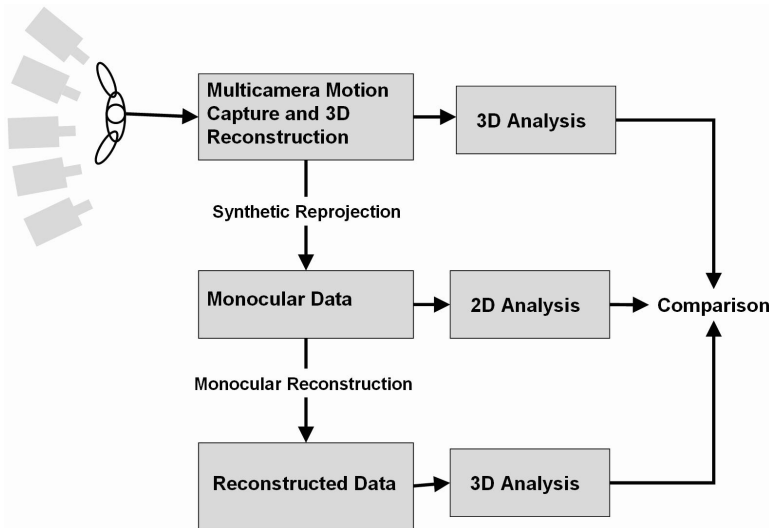 Multicamera Motion
Capture and 3D
Reconstruction
3D Analysis
Synthetic Reprojection
Monocular Data
2D Analysis
Comparison
Monocular Reconstruction
Reconstructed Data
3D Analysis